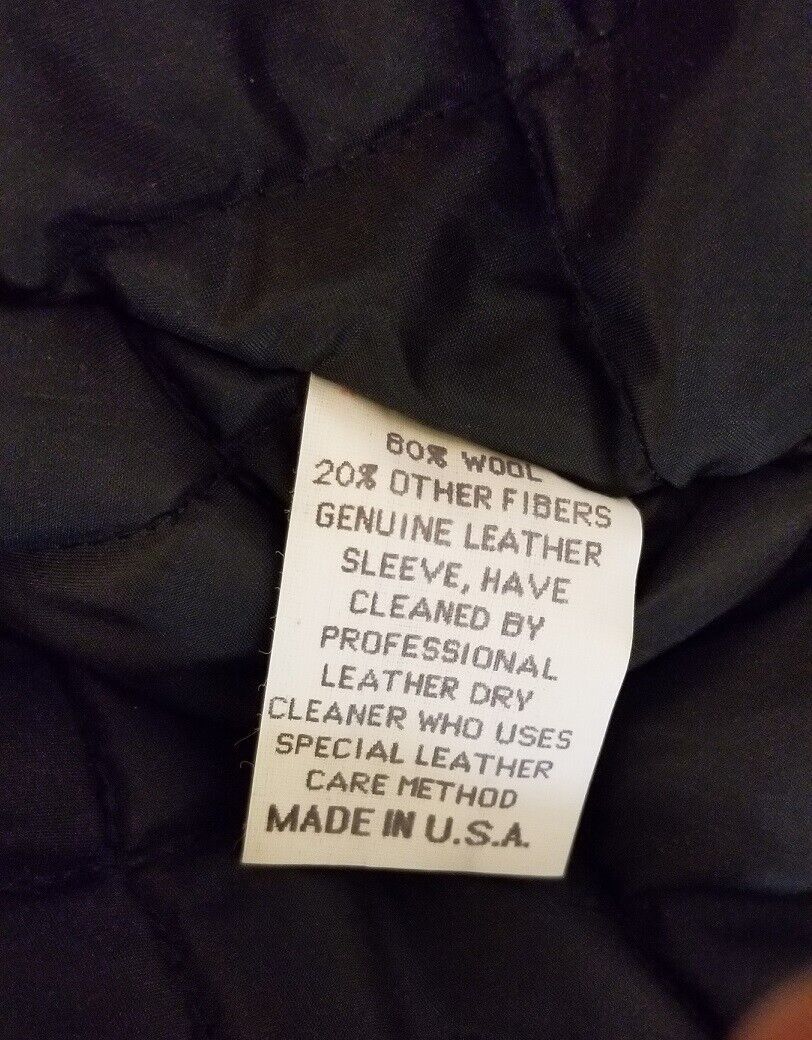 80% WOOL
20% OTHER FIBERS
GENUINE LEATHER
SLEEVE, HAVE
CLEANED BY
PROFESSIONAL
LEATHER DRY
CLEANER WHO USES
SPECIAL LEATHER
CARE METHOD
MADE IN U.S.A.